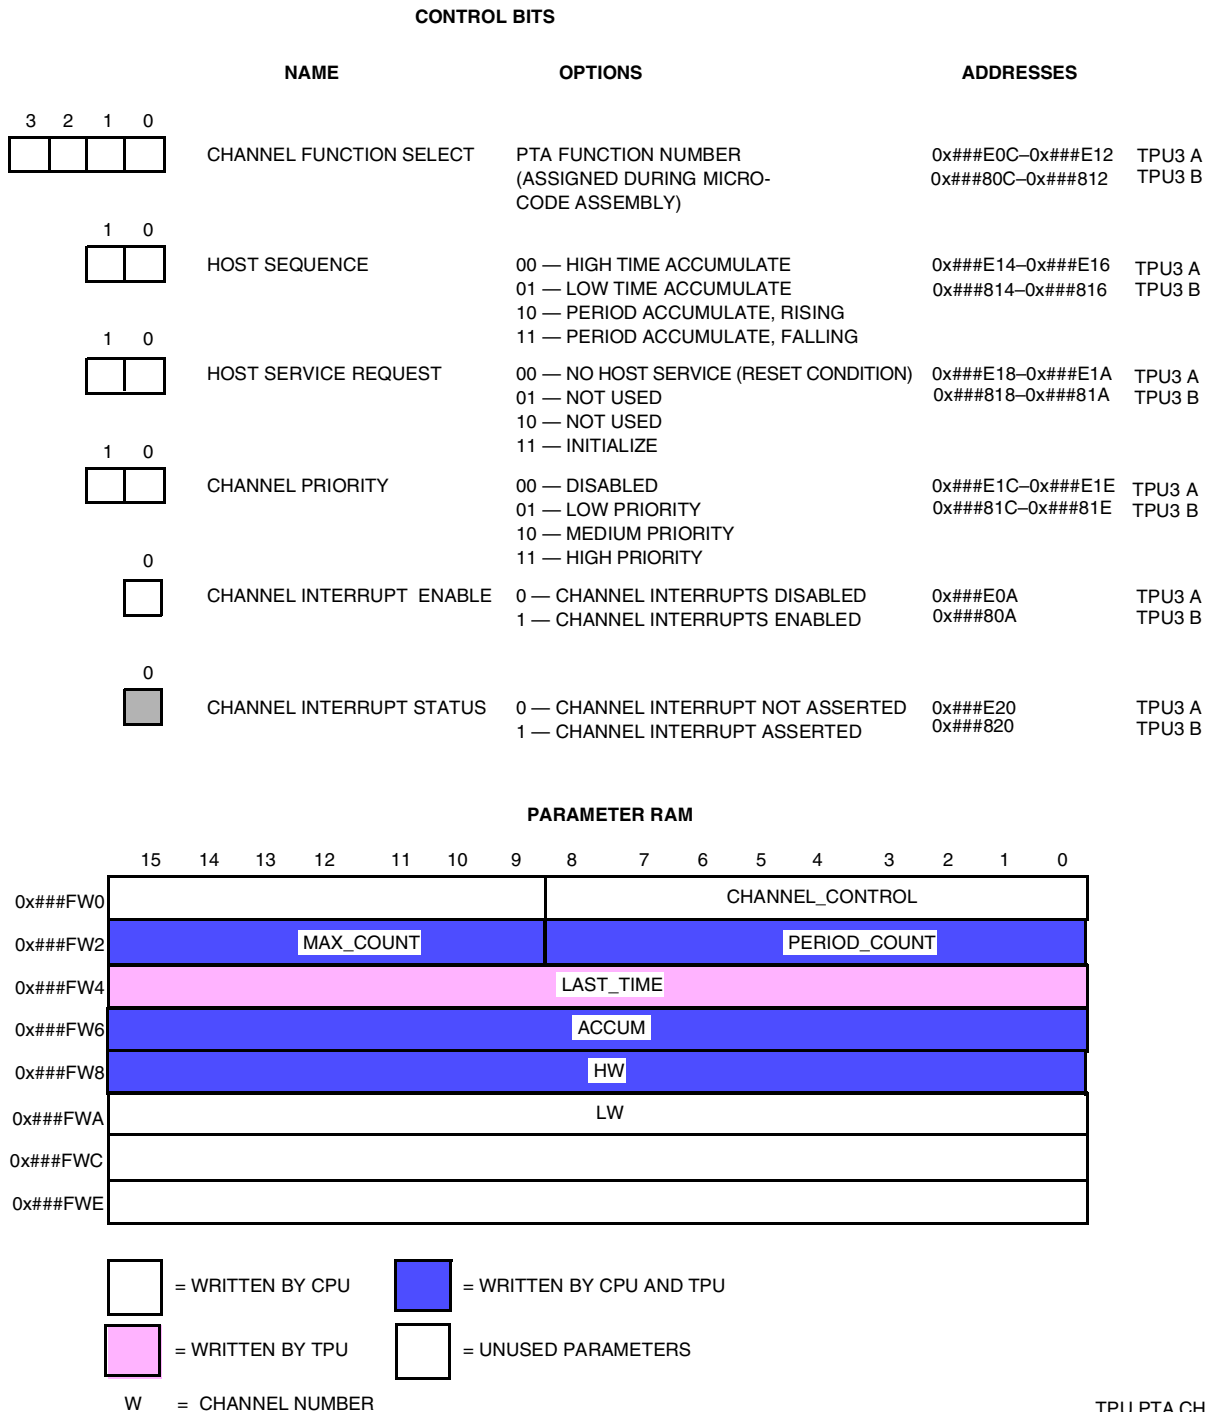 CONTROL BITS
NAME OPTIONS ADDRESSES
3 2 1 0
CHANNEL FUNCTION SELECT PTA FUNCTION NUMBER 0x###E0C–0x###E12 TPU3 A
(ASSIGNED DURING MICRO- 0x###80C–0x###812 TPU3 B
CODE ASSEMBLY)
1 0
HOST SEQUENCE 00 — HIGH TIME ACCUMULATE 0x###E14–0x###E16 TPU3 A
01 — LOW TIME ACCUMULATE 0x###814–0x###816 TPU3 B
10 — PERIOD ACCUMULATE, RISING
11 — PERIOD ACCUMULATE, FALLING
1 0
HOST SERVICE REQUEST 00 — NO HOST SERVICE (RESET CONDITION) 0x###E18–0x###E1A TPU3 A
01 — NOT USED 0x###818–0x###81A TPU3 B
10 — NOT USED
11 — INITIALIZE
1 0
CHANNEL PRIORITY 00 — DISABLED 0x###E1C–0x###E1E TPU3 A
01 — LOW PRIORITY 0x###81C–0x###81E TPU3 B
10 — MEDIUM PRIORITY
11 — HIGH PRIORITY
0
CHANNEL INTERRUPT ENABLE 0 — CHANNEL INTERRUPTS DISABLED 0x###E0A TPU3 A
1 — CHANNEL INTERRUPTS ENABLED 0x###80A TPU3 B
0
CHANNEL INTERRUPT STATUS 0 — CHANNEL INTERRUPT NOT ASSERTED 0x###E20 TPU3 A
1 — CHANNEL INTERRUPT ASSERTED 0x###820 TPU3 B
PARAMETER RAM
15 14 13 12 11 10 9 8 7 6 5 4 3 2 1 0
0x###FW0 CHANNEL_CONTROL
0x###FW2 MAX_COUNT PERIOD_COUNT
0x###FW4 LAST_TIME
0x###FW6 ACCUM
0x###FW8 HW
0x###FWA LW
0x###FWC
0x###FWE
= WRITTEN BY CPU = WRITTEN BY CPU AND TPU
= WRITTEN BY TPU = UNUSED PARAMETERS
W = CHANNEL NUMBER
TPU PTA CH